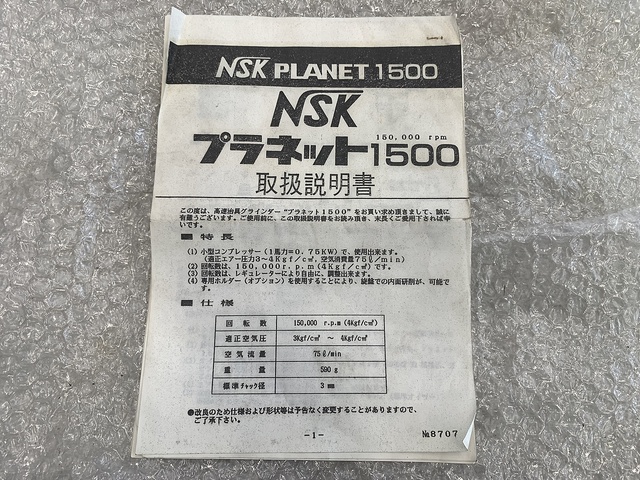 NSK PLANET 1500
NSK
150,000 rpm
プラネット1500
取扱説明書
この度は、高速治具グラインダー"プラネット1500"をお買い求め頂きまして、誠に
有難うございます。ご使用前に、この取扱説明書をお読み頂き、末長くご愛用下されば幸
いです。
■ 特長
(1) 小型コンプレッサー(1馬力=0.75KW)で、使用出来ます。
(適正エアー圧力3~4Kgf/c㎡、空気消費量75ℓ/min)
(2) 回転数は、150,000r.p.m(4Kgf/c㎡)です。
(3) 回転数は、レギュレーターにより自由に、調整出来ます。
(4) 専用ホルダー(オプション)を使用することにより、旋盤での内面研削が、可能で
す。
■ 仕様
回転数 150,000 r.p.m(4Kgf/c㎡)
適正空気圧 3Kgf/c㎡ ~ 4Kgf/c㎡
空気流量 75ℓ/min
重量 590g
標準チャック径 3㎜
●改良のため仕様および形状等は予告なく変更することがありますので、
ご了承下さい。
-1-
№8707